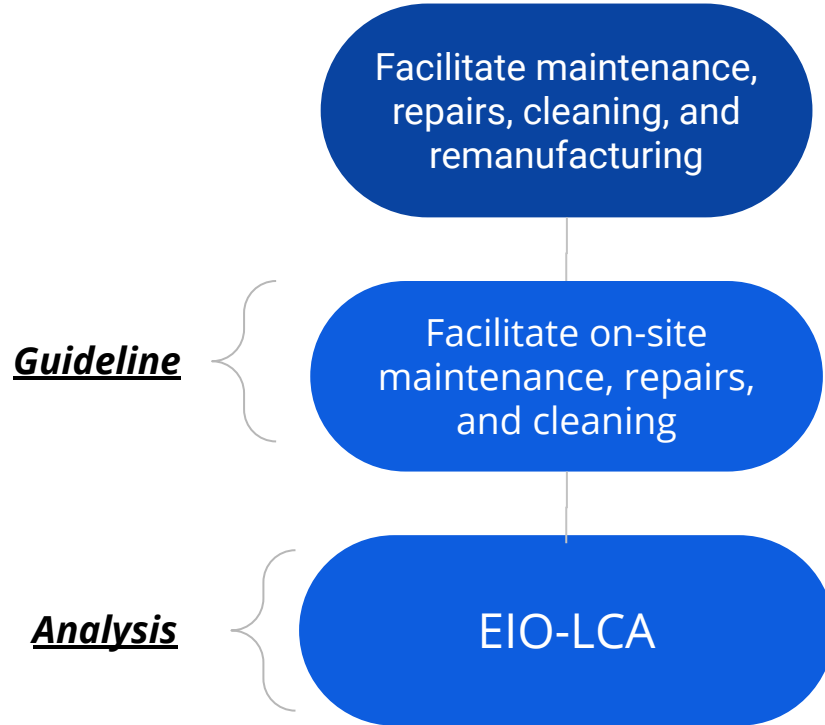 Facilitate maintenance,
repairs, cleaning, and
remanufacturing
Guideline
Facilitate on-site
maintenance, repairs,
and cleaning
Analysis
EIO-LCA